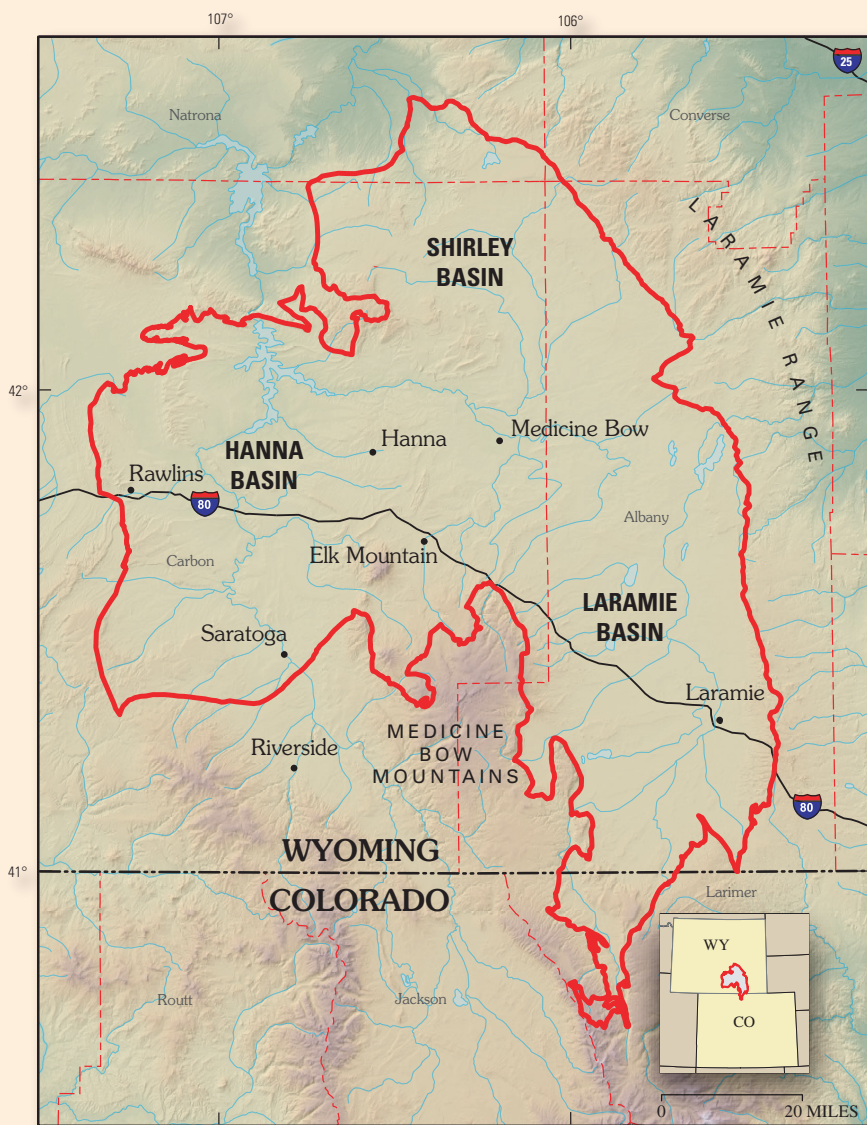 107°
106°
25
Natrona
Converse
LARAMIE RANGE
SHIRLEY
BASIN
42°
Hanna
Medicine Bow
HANNA
BASIN
Rawlins
80
Albany
Elk Mountain
Carbon
LARAMIE
BASIN
Saratoga
Laramie
MEDICINE
BOW
MOUNTAINS
Riverside
80
WYOMING
41°
COLORADO
Larimer
WY
CO
Routt
Jackson
0 20 MILES